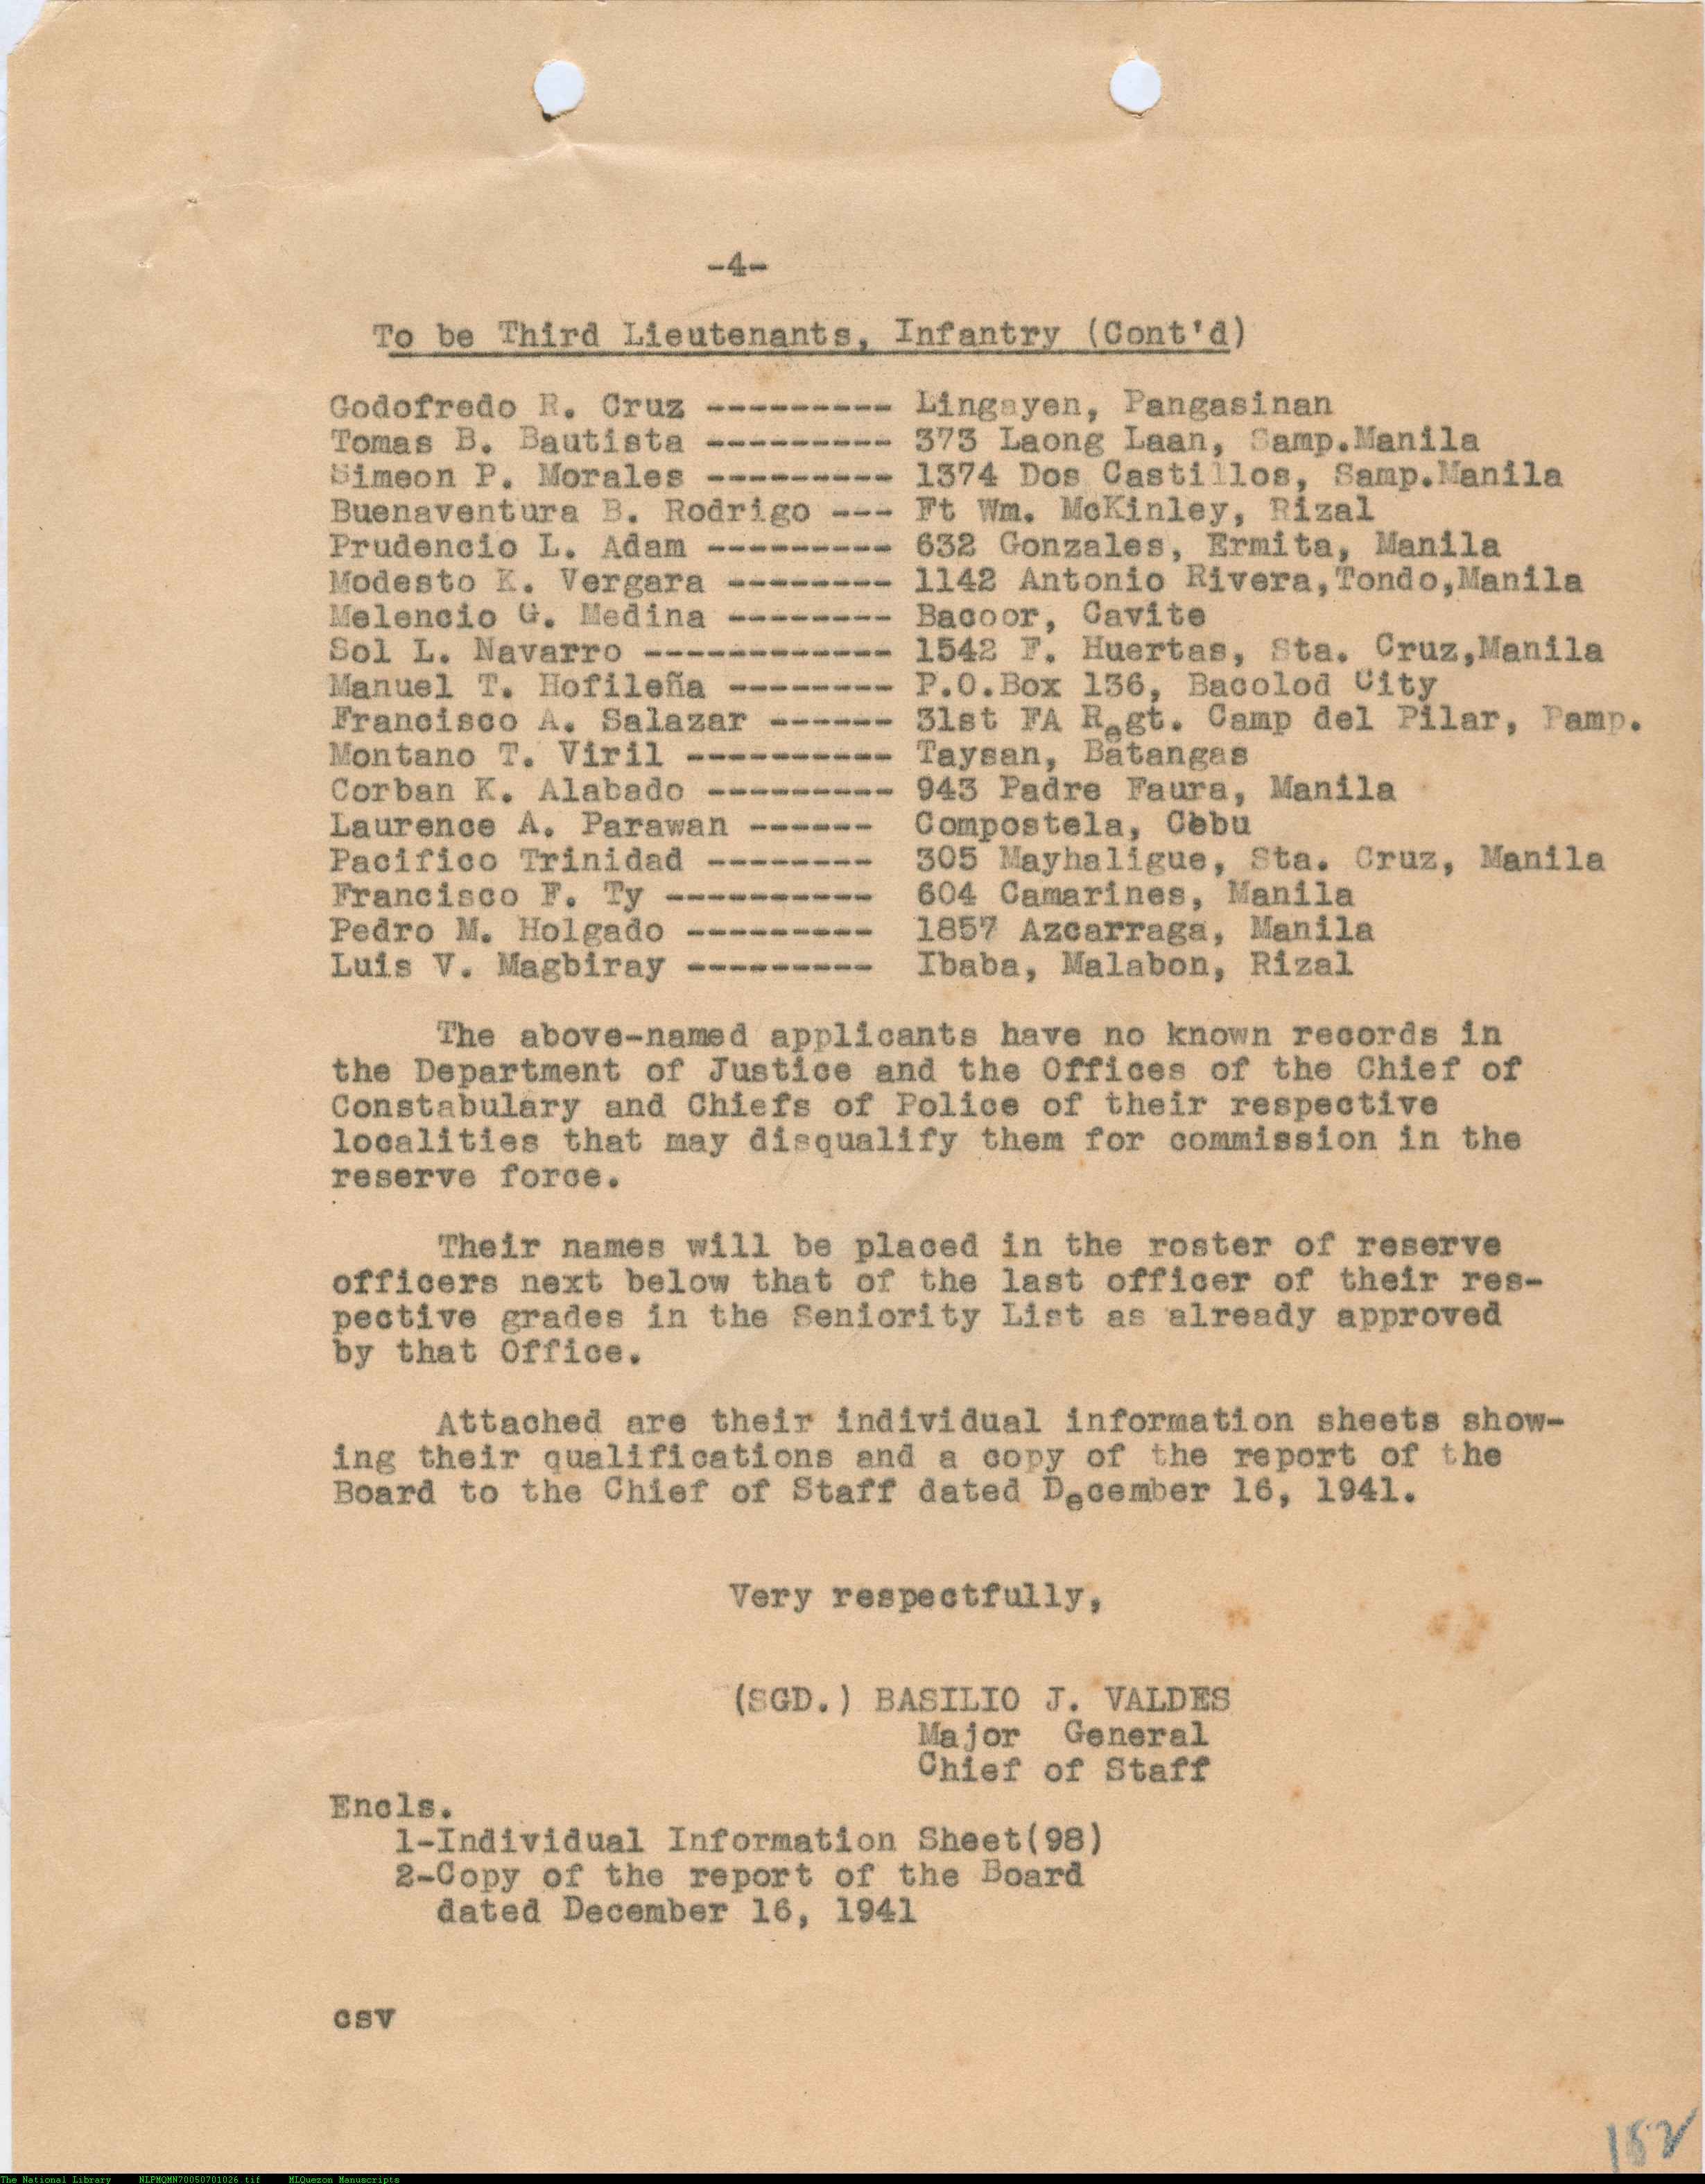 -4-
To be Third Lieutenants, Infantry (Cont'd)
Godofredo R. Cruz --------- Lingayen, Pangasinan
Tomas B. Bautista --------- 373 Laong Laan, Samp.Manila
Simeon P. Morales --------- 1374 Dos Castillos, Samp.Manila
Buenaventura B. Rodrigo --- Ft Wm. McKinley, Rizal
Prudencio L. Adam --------- 632 Gonzales, Ermita, Manila
Modesto K. Vergara -------- 1142 Antonio Rivera,Tondo,Manila
Melencio G. Medina -------- Bacoor, Cavite
Sol L. Navarro ------------ 1542 F. Huertas, Sta. Cruz,Manila
Manuel T. Hofileña -------- P.O.Box 136, Bacolod City
Francisco A. Salazar ------ 31st FA Regt. Camp del Pilar, Pamp.
Montano T. Viril ---------- Taysan, Batangas
Corban K. Alabado --------- 943 Padre Faura, Manila
Laurence A. Parawan ------ Compostela, Cebu
Pacifico Trinidad -------- 305 Mayhaligue, Sta. Cruz, Manila
Francisco F. Ty ---------- 604 Camarines, Manila
Pedro M. Holgado --------- 1857 Azcarraga, Manila
Luis V. Magbiray --------- Ibaba, Malabon, Rizal
The above-named applicants have no known records in
the Department of Justice and the Offices of the Chief of
Constabulary and Chiefs of Police of their respective
localities that may disqualify them for commission in the
reserve force.
Their names will be placed in the roster of reserve
officers next below that of the last officer of their res-
pective grades in the Seniority List as already approved
by that Office.
Attached are their individual information sheets show-
ing their qualifications and a copy of the report of the
Board to the Chief of Staff dated December 16, 1941.
Very respectfully,
(SGD.) BASILIO J. VALDES
Major General
Chief of Staff
Encls.
1-Individual Information Sheet(98)
2-Copy of the report of the Board
dated December 16, 1941
csv
182
The National Library NLPMQMN70050701026.tif MLQuezon Manuscripts